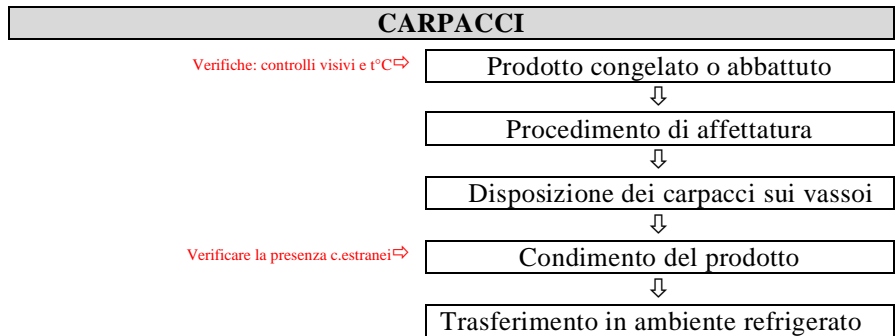 CARPACCI
Verifiche: controlli visivi e t°C⇨ Prodotto congelato o abbattuto
⇩
Procedimento di affettatura
⇩
Disposizione dei carpacci sui vassoi
⇩
Verificare la presenza c.estranei⇨ Condimento del prodotto
⇩
Trasferimento in ambiente refrigerato